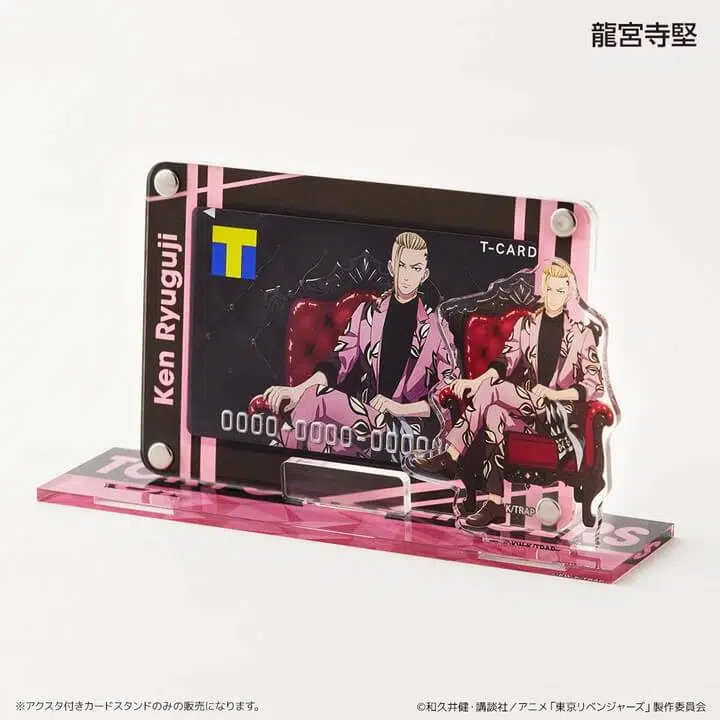 龍宮寺堅
Ken Ryuguji
T
T-CARD
0000-0000-0000
※アクスタ付きカードスタンドのみの販売になります。
©和久井健・講談社／アニメ「東京リベンジャーズ」製作委員会